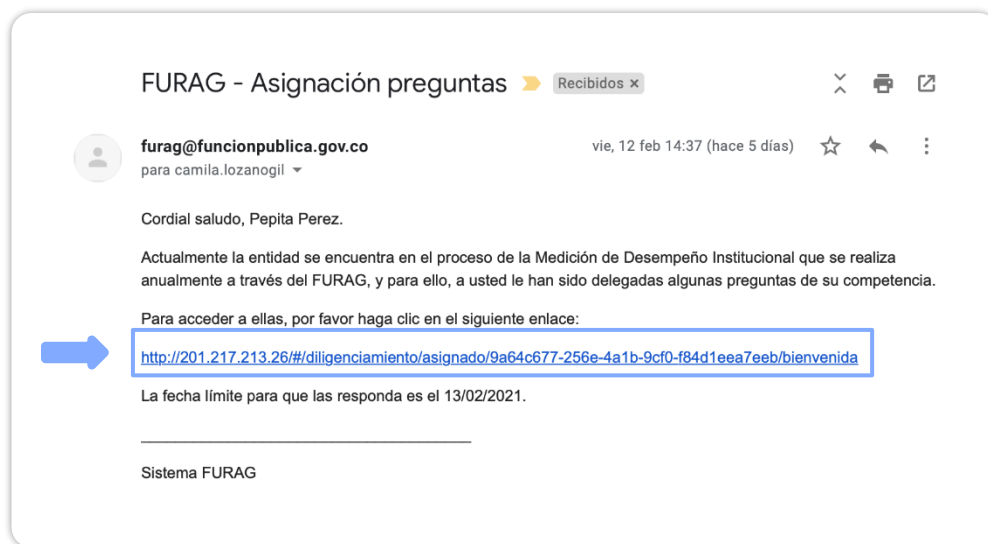 FURAG - Asignación preguntas Recibidos ×
furag@funcionpublica.gov.co vie, 12 feb 14:37 (hace 5 días)
para camila.lozanogil
Cordial saludo, Pepita Perez.
Actualmente la entidad se encuentra en el proceso de la Medición de Desempeño Institucional que se realiza
anualmente a través del FURAG, y para ello, a usted le han sido delegadas algunas preguntas de su competencia.
Para acceder a ellas, por favor haga clic en el siguiente enlace:
http://201.217.213.26/#/diligenciamiento/asignado/9a64c677-256e-4a1b-9cf0-f84d1eea7eeb/bienvenida
La fecha límite para que las responda es el 13/02/2021.
Sistema FURAG